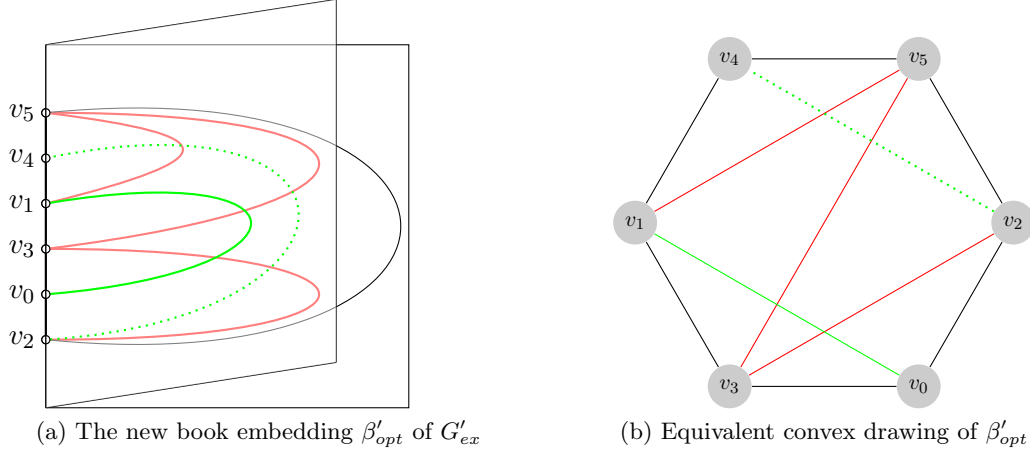 v₅
v₄
v₁
v₃
v₀
v₂
(a) The new book embedding β′ₒₚₜ of G′ₑₓ
v₄ v₅
v₁ v₂
v₃ v₀
(b) Equivalent convex drawing of β′ₒₚₜ